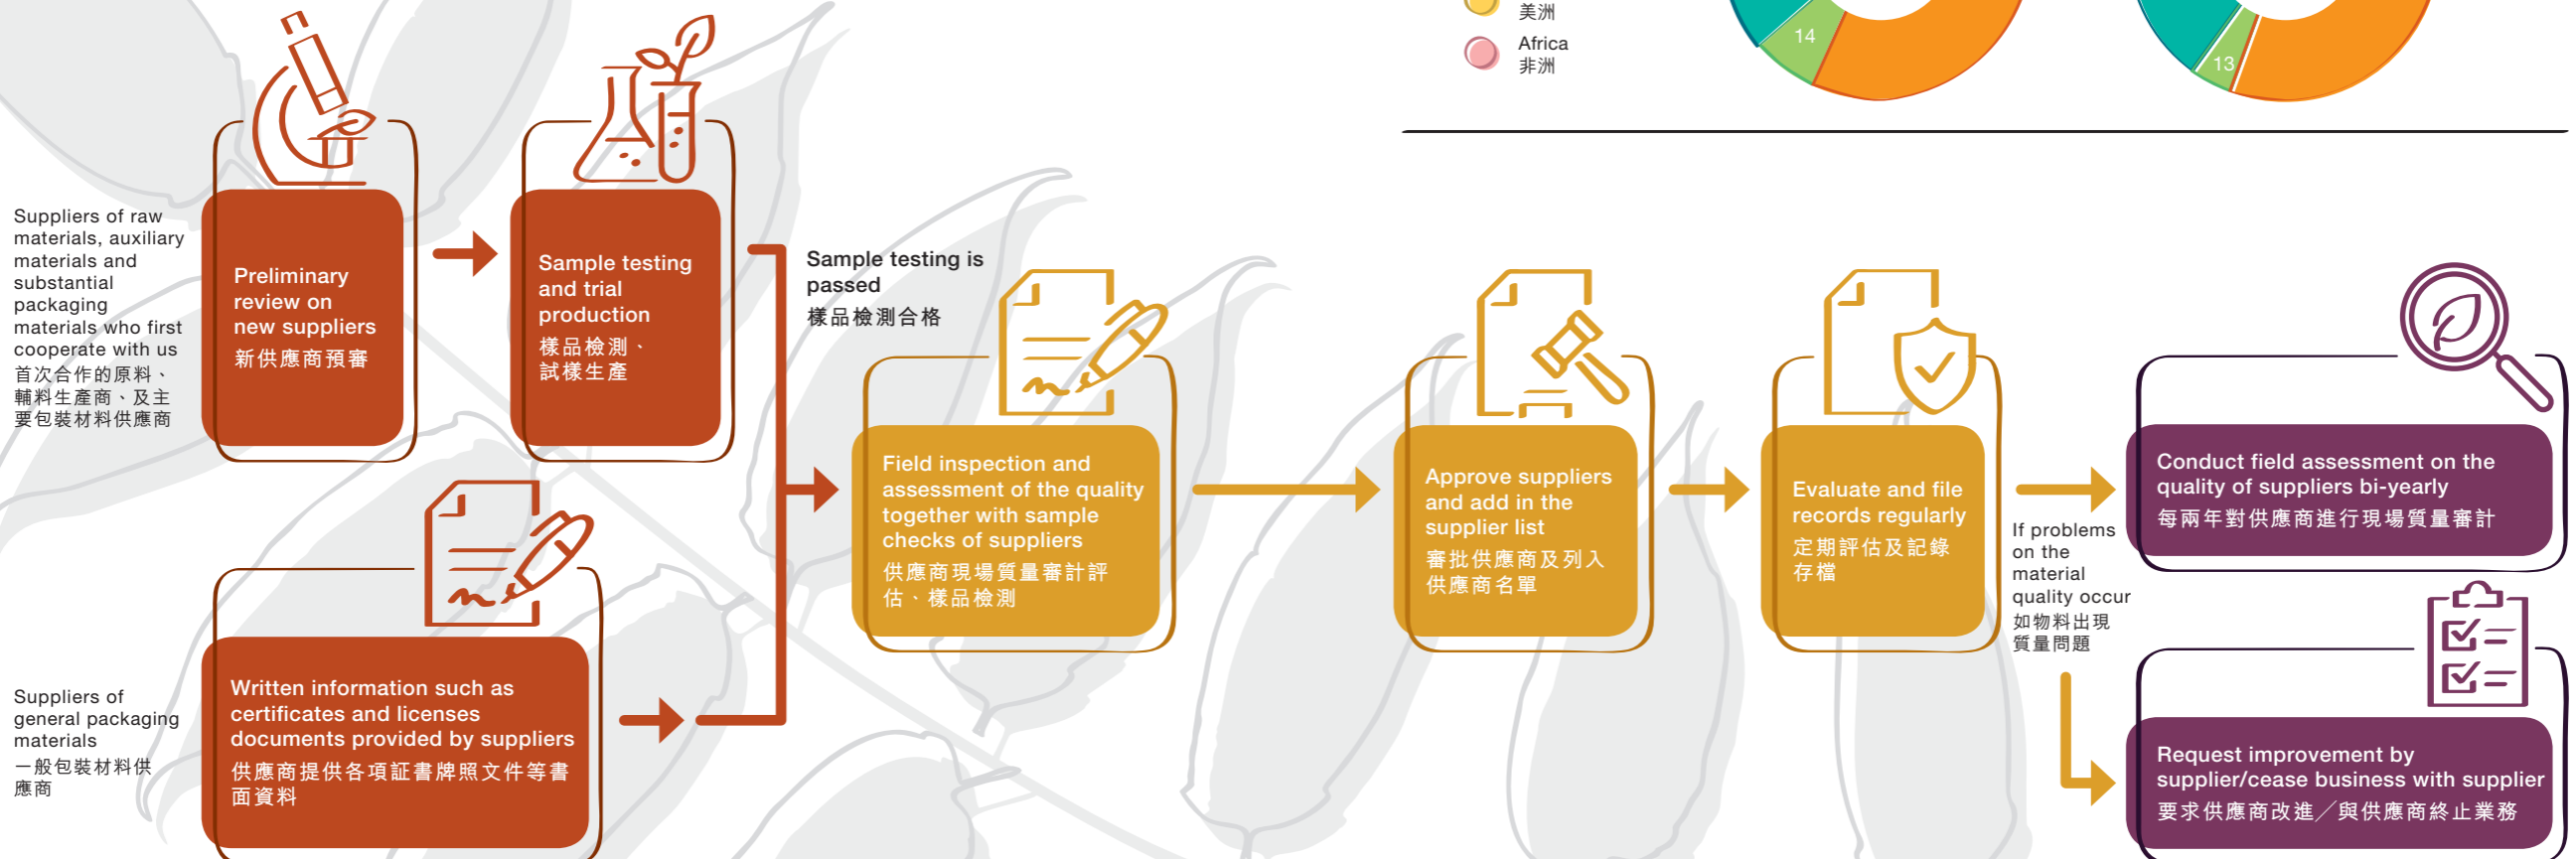 美洲
Africa
非洲
14
13
Suppliers of raw
materials, auxiliary
materials and
substantial
packaging
materials who first
cooperate with us
首次合作的原料、
輔料生產商、及主
要包裝材料供應商
Preliminary
review on
new suppliers
新供應商預審
Sample testing
and trial
production
樣品檢測、
試樣生產
Sample testing is
passed
樣品檢測合格
Suppliers of
general packaging
materials
一般包裝材料供
應商
Written information such as
certificates and licenses
documents provided by suppliers
供應商提供各項証書牌照文件等書
面資料
Field inspection and
assessment of the quality
together with sample
checks of suppliers
供應商現場質量審計評
估、樣品檢測
Approve suppliers
and add in the
supplier list
審批供應商及列入
供應商名單
Evaluate and file
records regularly
定期評估及記錄
存檔
If problems
on the
material
quality occur
如物料出現
質量問題
Conduct field assessment on the
quality of suppliers bi-yearly
每兩年對供應商進行現場質量審計
Request improvement by
supplier/cease business with supplier
要求供應商改進╱與供應商終止業務